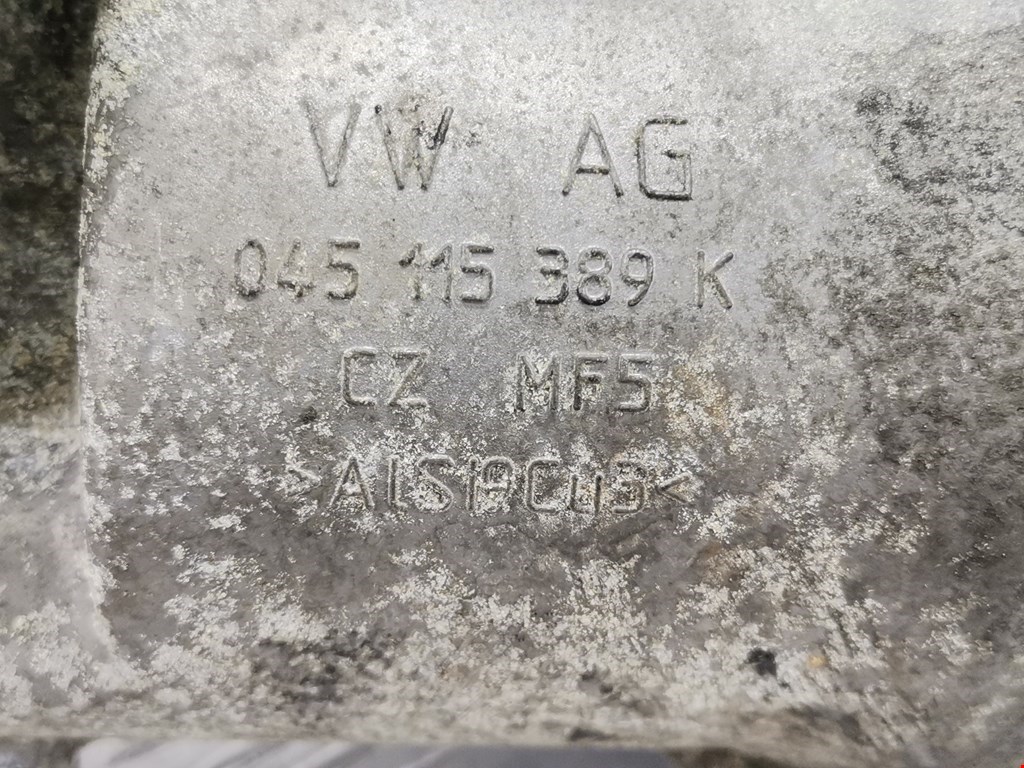 VW AG
045 115 389 K
CZ MF5
>AlSi9Cu3<